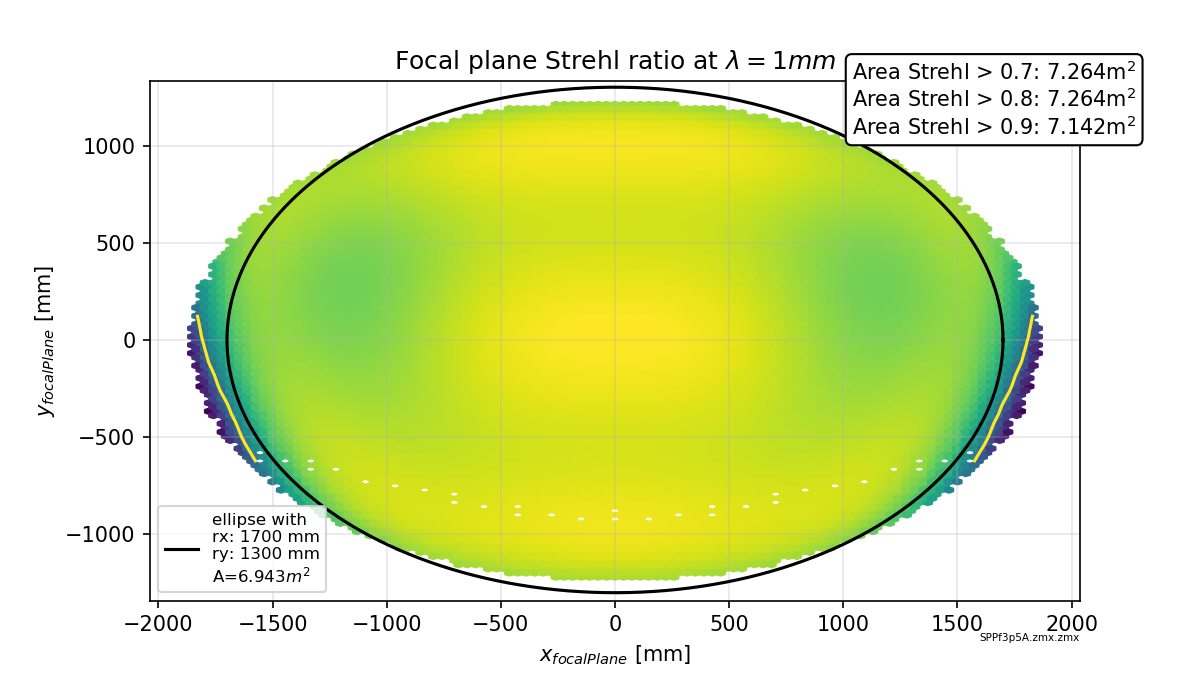 Focal plane Strehl ratio at λ = 1mm
Area Strehl > 0.7: 7.264m²
Area Strehl > 0.8: 7.264m²
Area Strehl > 0.9: 7.142m²
1000
500
0
−500
−1000
y_focalPlane [mm]
ellipse with
rx: 1700 mm
ry: 1300 mm
A=6.943m²
−2000 −1500 −1000 −500 0 500 1000 1500 2000
SPPf3p5A.zmx.zmx
x_focalPlane [mm]